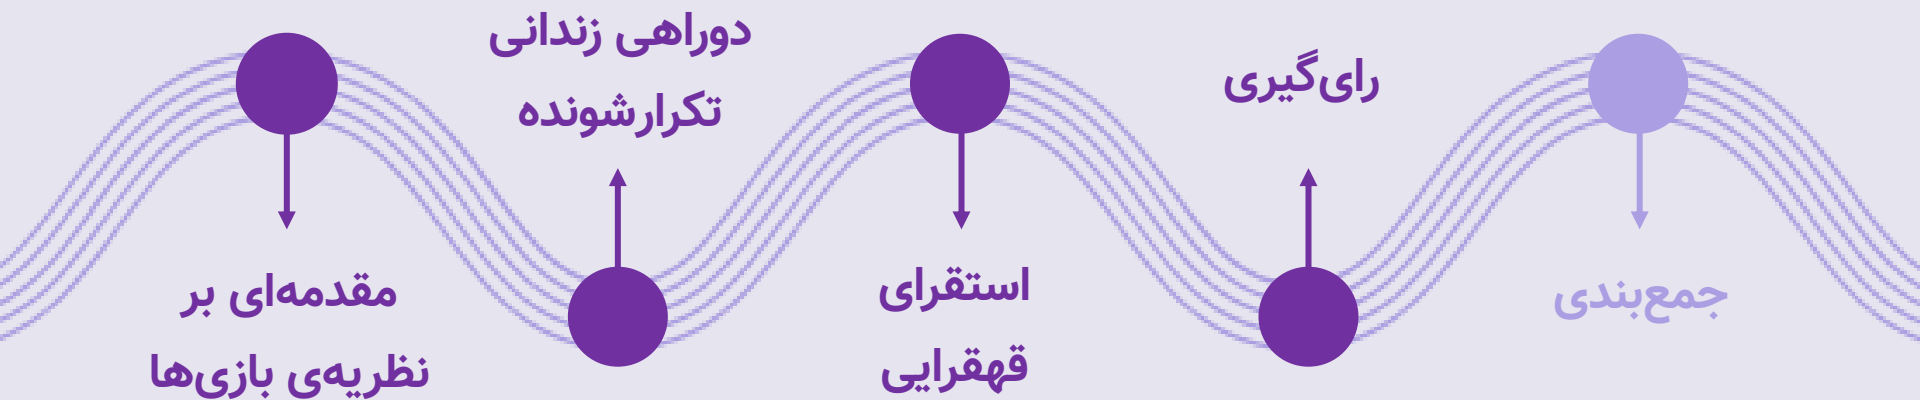 مقدمه‌ای بر
نظریه‌ی بازی‌ها
دوراهی زندانی
تکرارشونده
استقرای
قهقرایی
رای‌گیری
جمع‌بندی